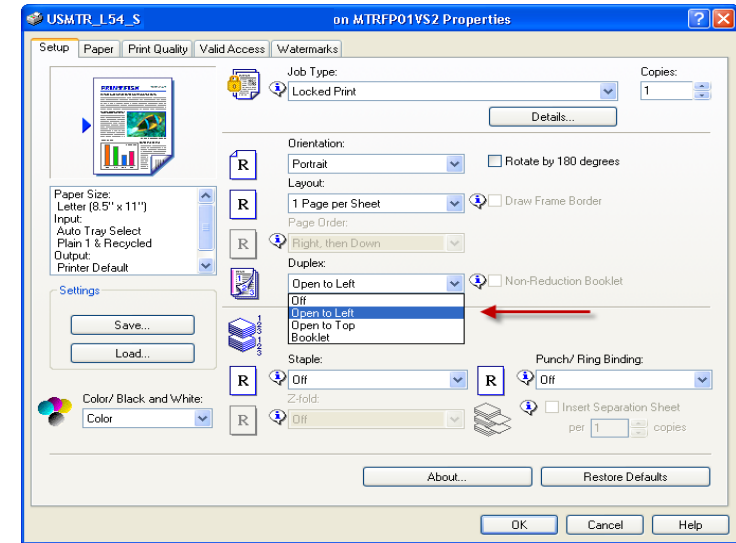 USMTR_L54_S on MTRFP01VS2 Properties
Setup Paper Print Quality Valid Access Watermarks
Job Type: Copies:
Locked Print 1
Details...
PRINTFISH
Orientation:
R Portrait Rotate by 180 degrees
Layout:
R 1 Page per Sheet Draw Frame Border
Page Order:
R Right, then Down
Duplex:
Open to Left Non-Reduction Booklet
Off
Open to Left
Open to Top
Booklet
Paper Size:
Letter (8.5" x 11")
Input:
Auto Tray Select
Plain 1 & Recycled
Output:
Printer Default
Settings
Save...
Load...
Color/ Black and White:
Color
Staple: Punch/ Ring Binding:
R Off R Off
Z-fold:
R Off Insert Separation Sheet
per 1 copies
About... Restore Defaults
OK Cancel Help